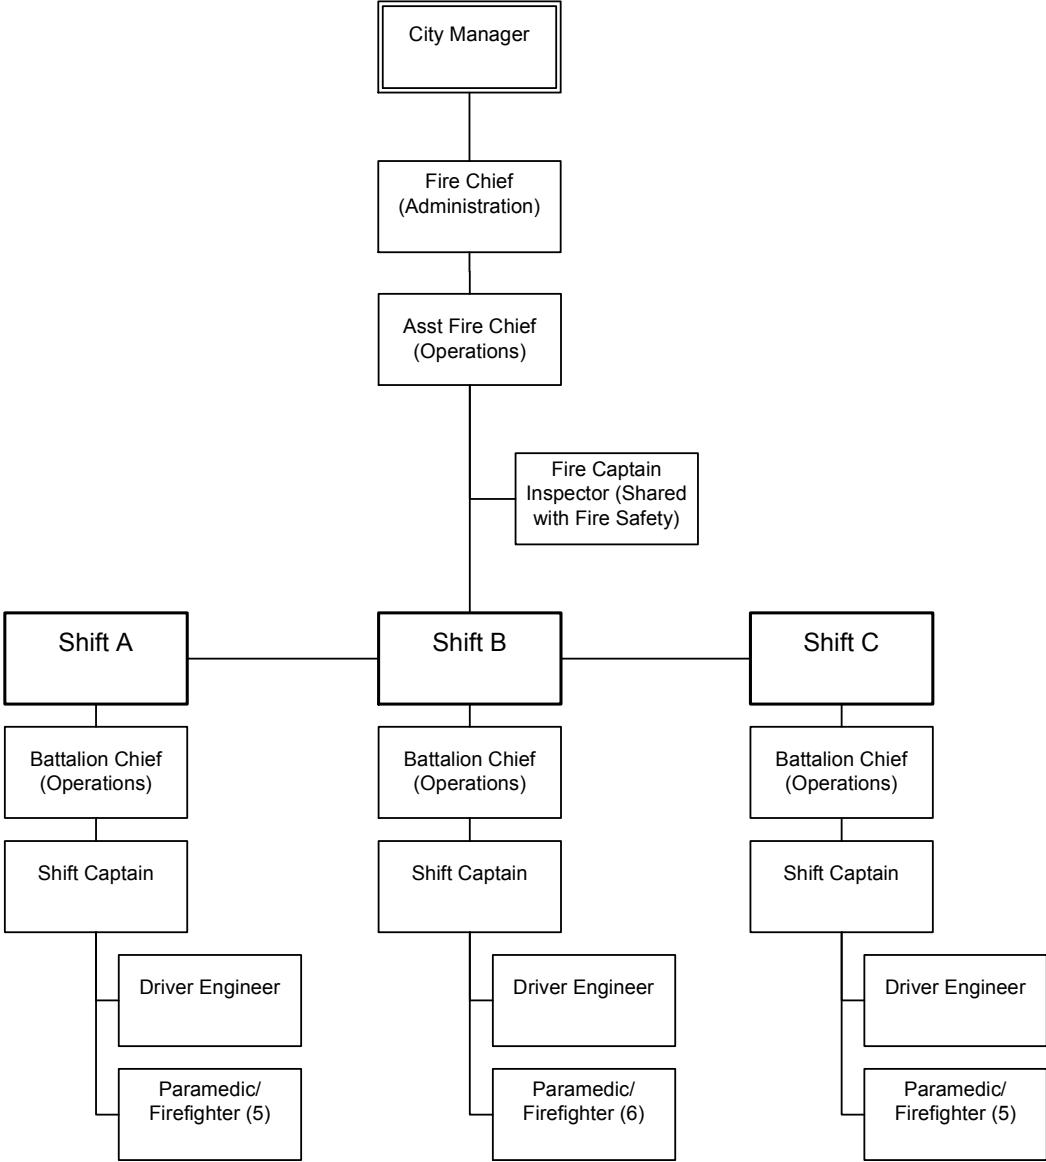 City Manager
Fire Chief
(Administration)
Asst Fire Chief
(Operations)
Fire Captain
Inspector (Shared
with Fire Safety)
Shift A
Shift B
Shift C
Battalion Chief
(Operations)
Battalion Chief
(Operations)
Battalion Chief
(Operations)
Shift Captain
Shift Captain
Shift Captain
Driver Engineer
Driver Engineer
Driver Engineer
Paramedic/
Firefighter (5)
Paramedic/
Firefighter (6)
Paramedic/
Firefighter (5)